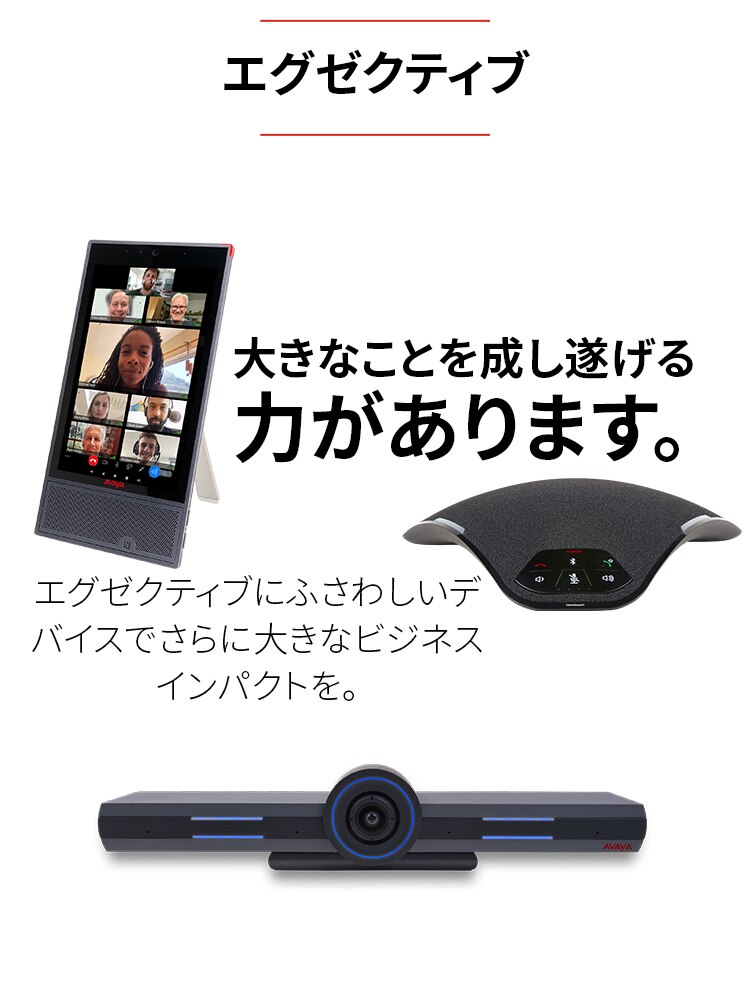 エグゼクティブ
大きなことを成し遂げる
力があります。
AVAYA
AVAYA
エグゼクティブにふさわしいデ
バイスでさらに大きなビジネス
インパクトを。
AVAYA